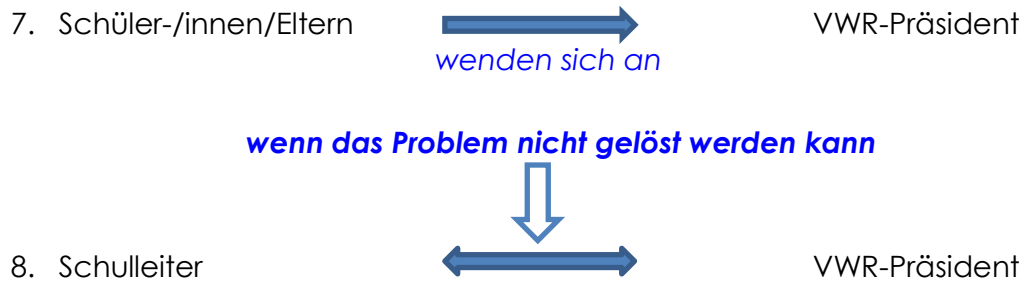 7. Schüler-/innen/Eltern VWR-Präsident
wenden sich an
wenn das Problem nicht gelöst werden kann
8. Schulleiter VWR-Präsident